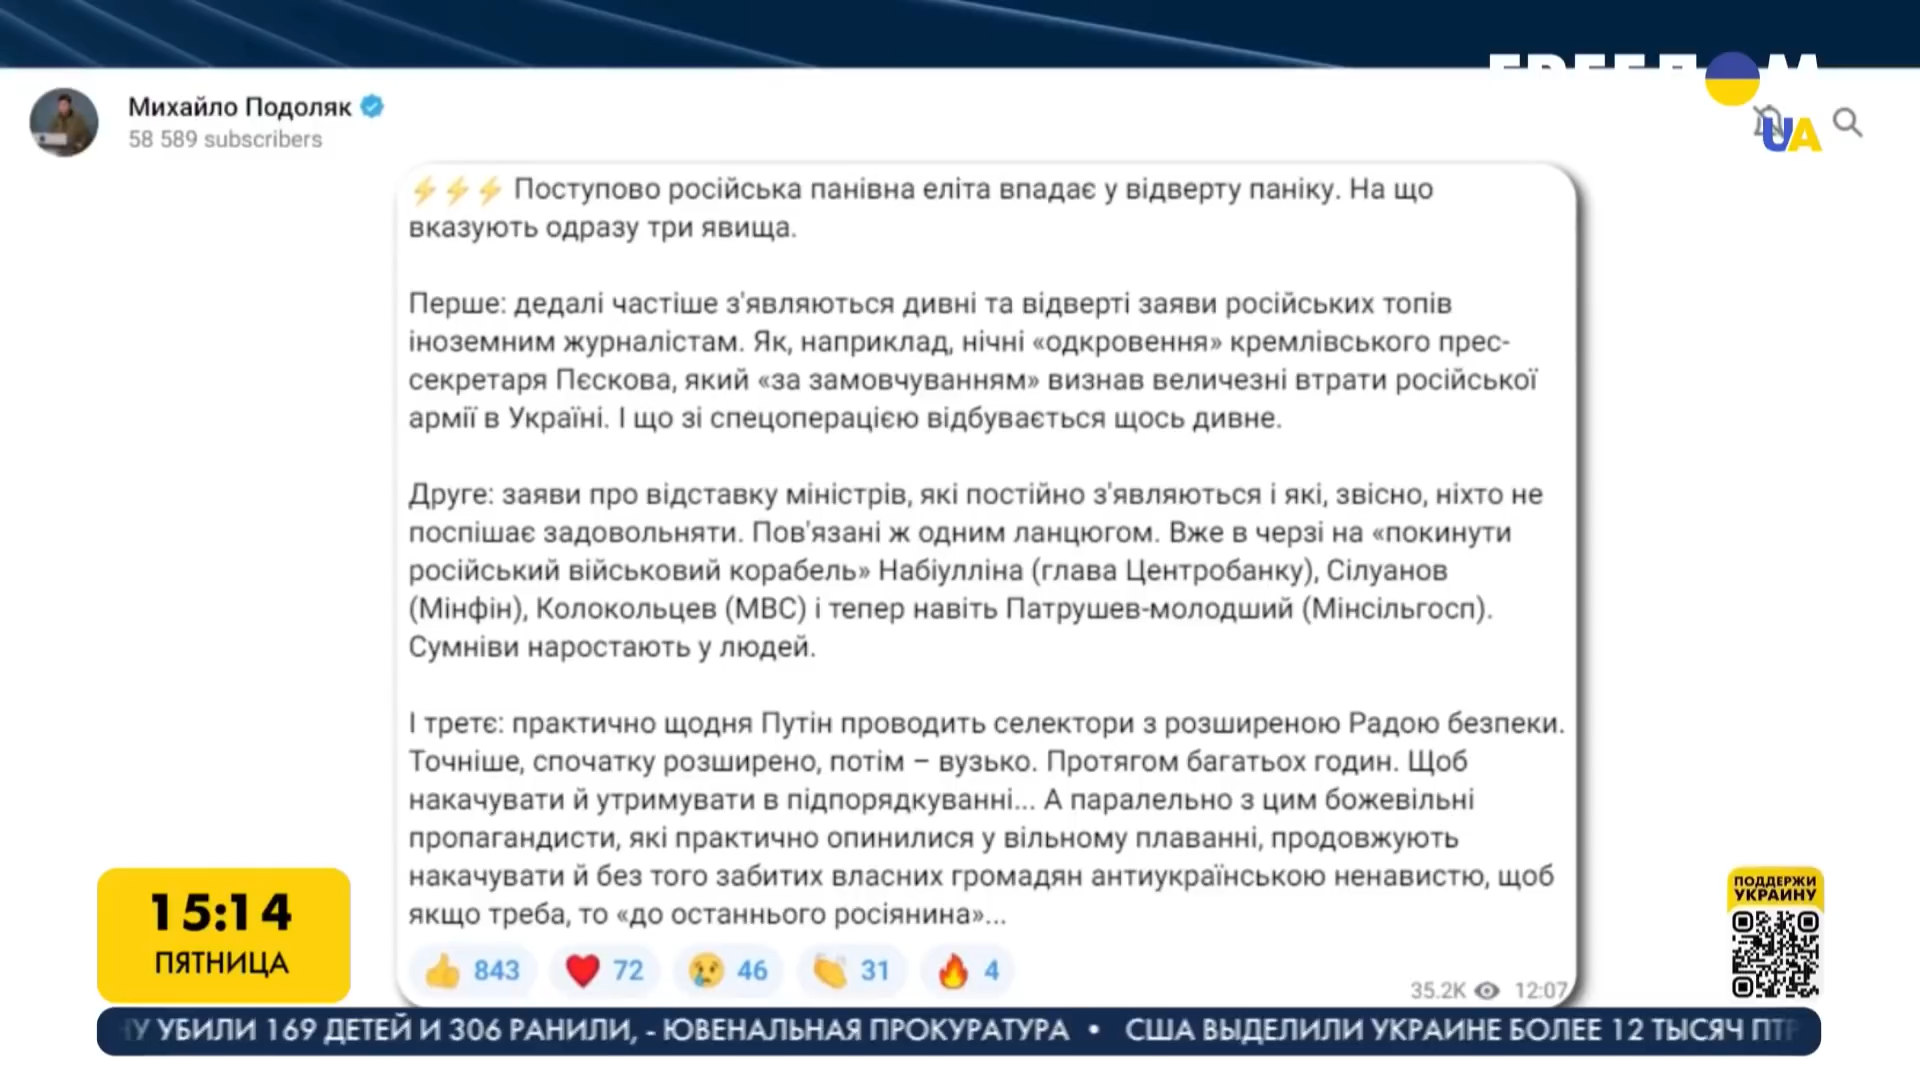 FREEDOM
UA
Михайло Подоляк
58 589 subscribers
⚡⚡⚡ Поступово російська панівна еліта впадає у відверту паніку. На що
вказують одразу три явища.
Перше: дедалі частіше з'являються дивні та відверті заяви російських топів
іноземним журналістам. Як, наприклад, нічні «одкровення» кремлівського прес-
секретаря Пєскова, який «за замовчуванням» визнав величезні втрати російської
армії в Україні. І що зі спецоперацією відбувається щось дивне.
Друге: заяви про відставку міністрів, які постійно з'являються і які, звісно, ніхто не
поспішає задовольняти. Пов'язані ж одним ланцюгом. Вже в черзі на «покинути
російський військовий корабель» Набіулліна (глава Центробанку), Сілуанов
(Мінфін), Колокольцев (МВС) і тепер навіть Патрушев-молодший (Мінсільгосп).
Сумніви наростають у людей.
І третє: практично щодня Путін проводить селектори з розширеною Радою безпеки.
Точніше, спочатку розширено, потім – вузько. Протягом багатьох годин. Щоб
накачувати й утримувати в підпорядкуванні... А паралельно з цим божевільні
пропагандисти, які практично опинилися у вільному плаванні, продовжують
накачувати й без того забитих власних громадян антиукраїнською ненавистю, щоб
якщо треба, то «до останнього росіянина»...
👍 843 ❤️ 72 😢 46 👏 31 🔥 4
35.2K 12:07
15:14
ПЯТНИЦА
ПОДДЕРЖИ
УКРАИНУ
УБИЛИ 169 ДЕТЕЙ И 306 РАНИЛИ, - ЮВЕНАЛЬНАЯ ПРОКУРАТУРА • США ВЫДЕЛИЛИ УКРАИНЕ БОЛЕЕ 12 ТЫСЯЧ